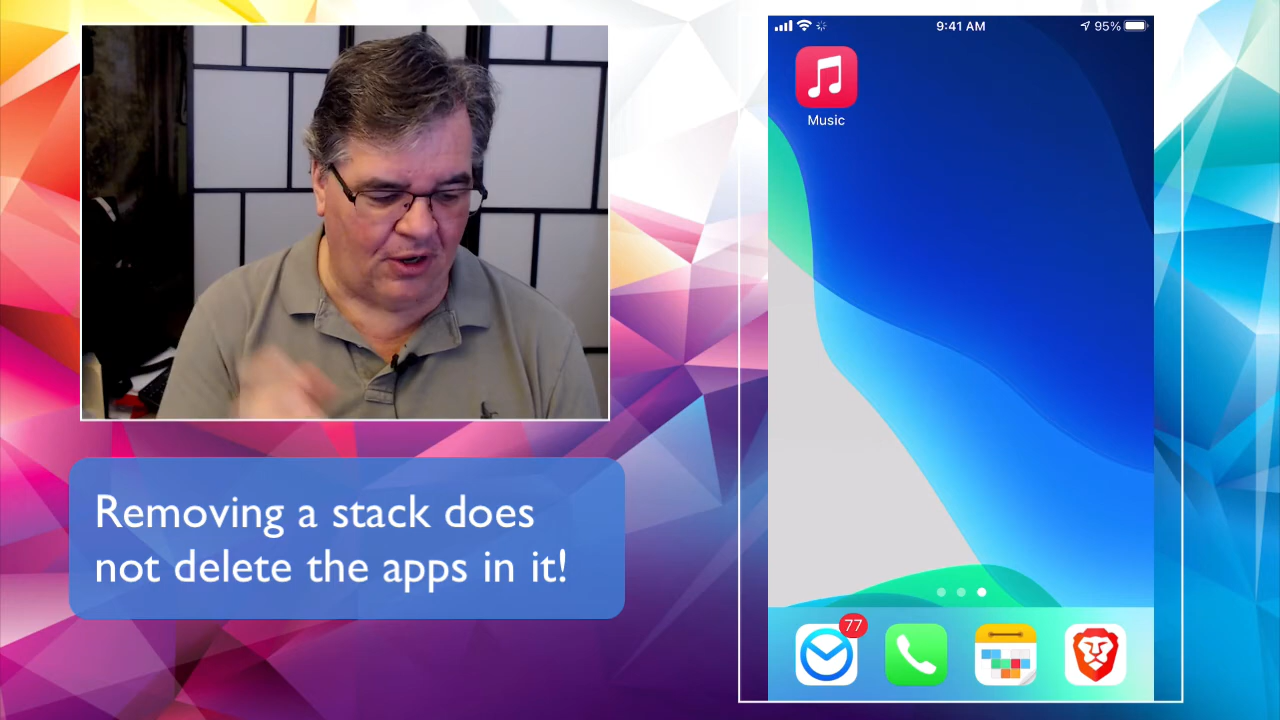 9:41 AM
95%
Music
Removing a stack does
not delete the apps in it!
77